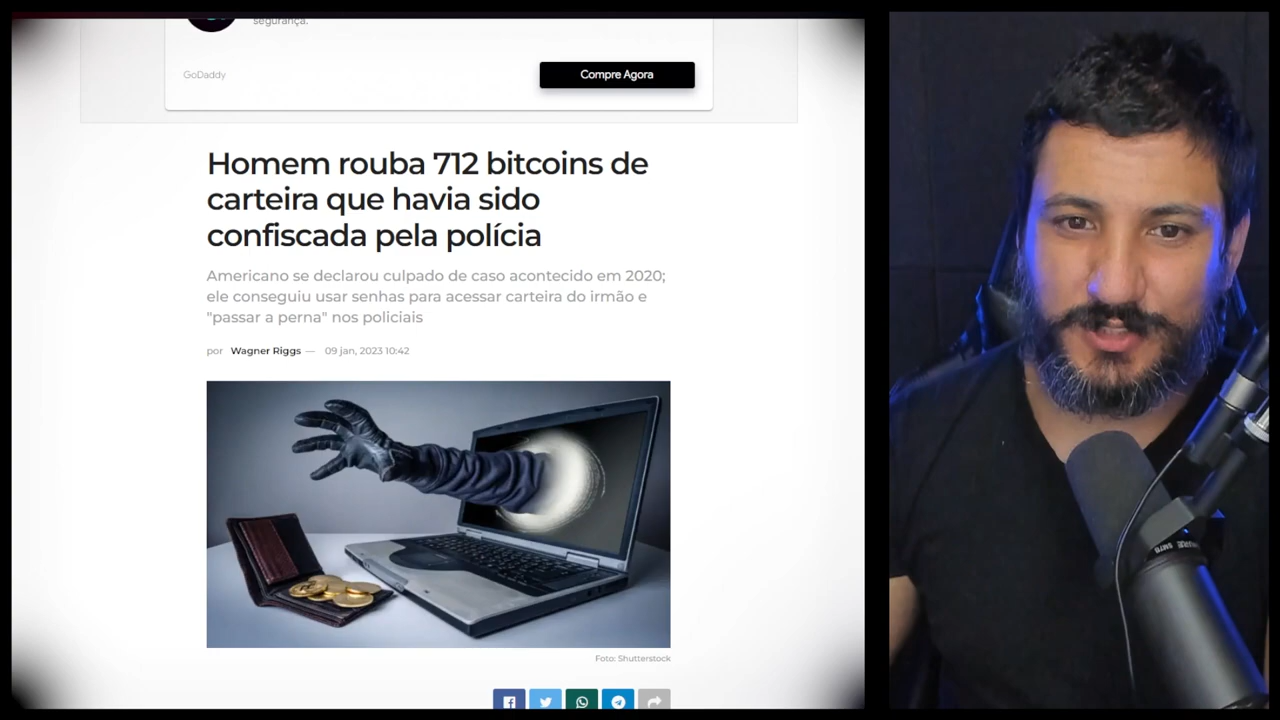 segurança.
GoDaddy
Compre Agora
Homem rouba 712 bitcoins de
carteira que havia sido
confiscada pela polícia
Americano se declarou culpado de caso acontecido em 2020;
ele conseguiu usar senhas para acessar carteira do irmão e
"passar a perna" nos policiais
por Wagner Riggs — 09 jan, 2023 10:42
Foto: Shutterstock